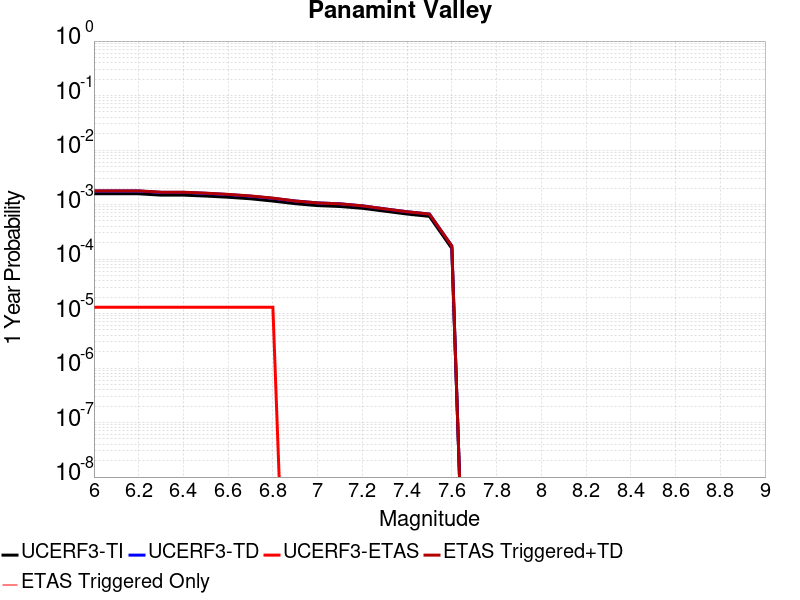 Panamint Valley
1 Year Probability
10^0
10^-1
10^-2
10^-3
10^-4
10^-5
10^-6
10^-7
10^-8
6 6.2 6.4 6.6 6.8 7 7.2 7.4 7.6 7.8 8 8.2 8.4 8.6 8.8 9
Magnitude
UCERF3-TI UCERF3-TD UCERF3-ETAS ETAS Triggered+TD
ETAS Triggered Only